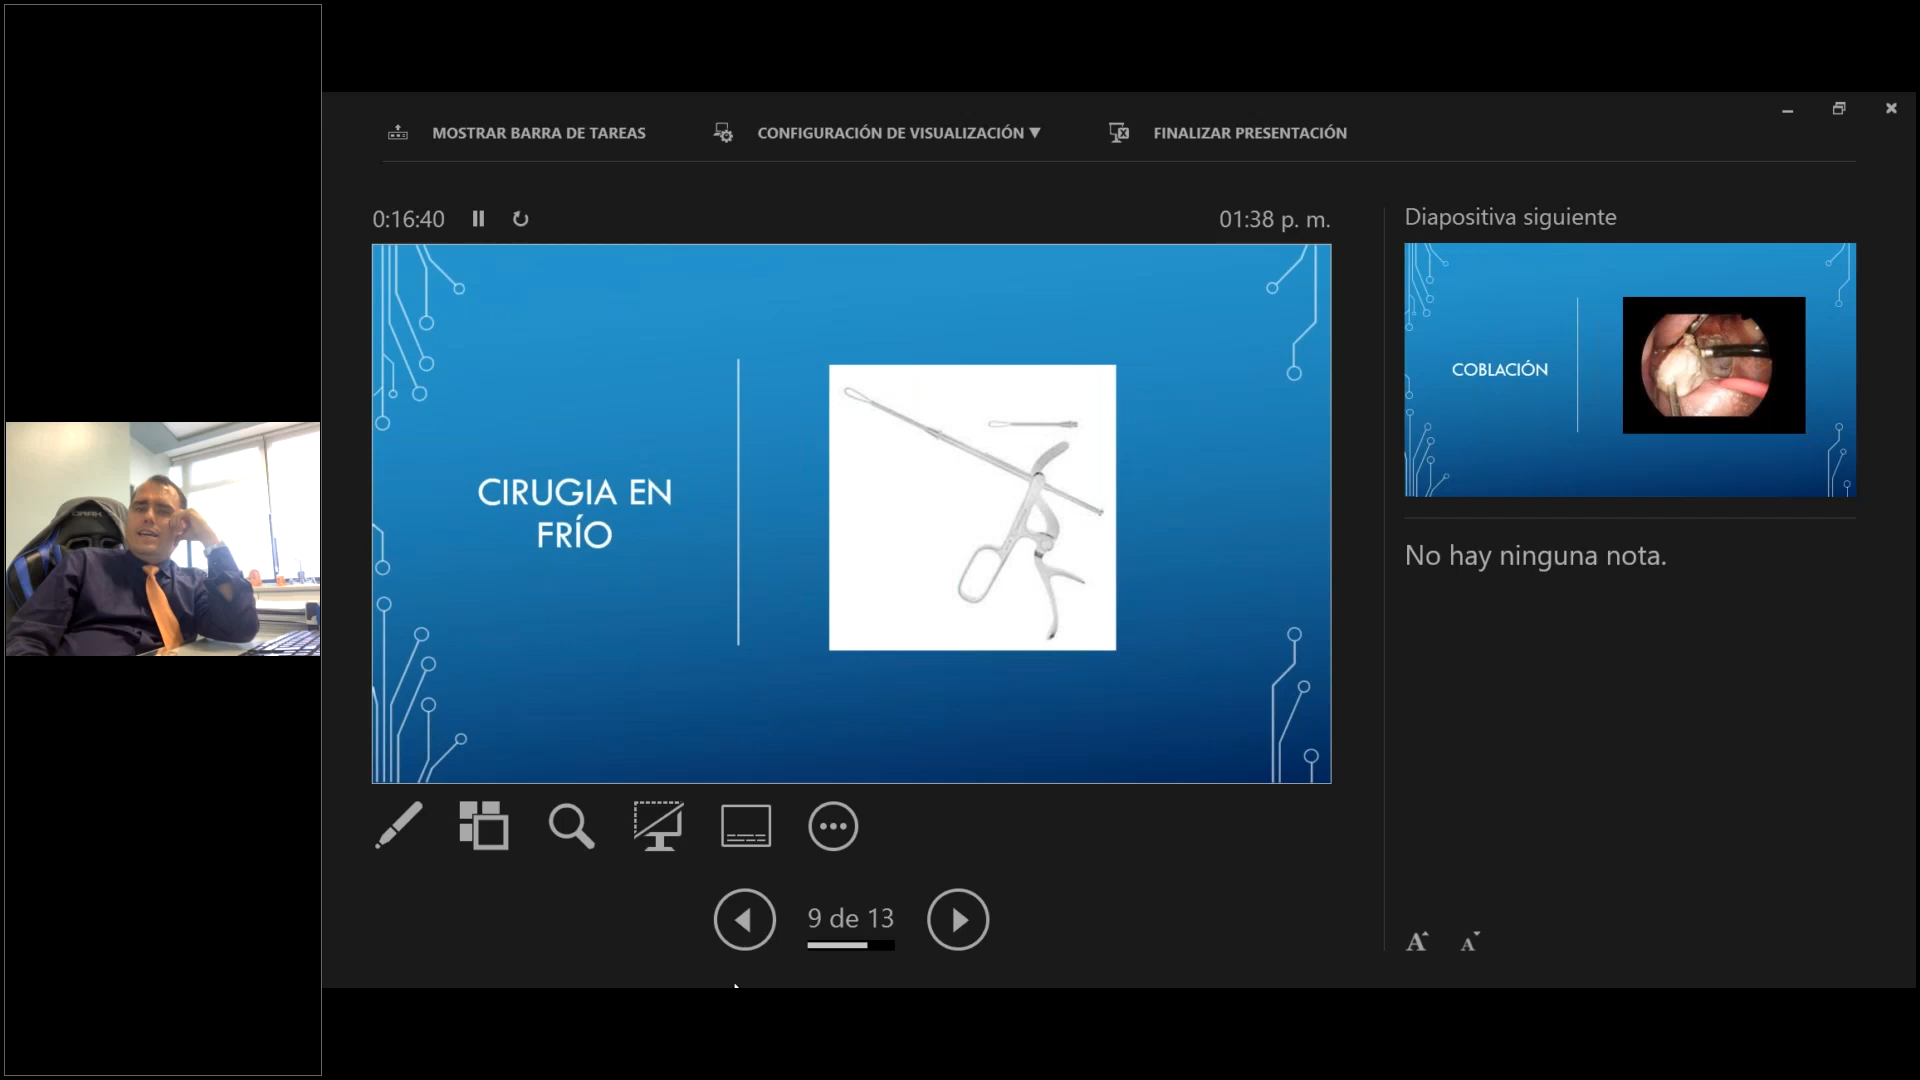 MOSTRAR BARRA DE TAREAS
CONFIGURACIÓN DE VISUALIZACIÓN ▼
FINALIZAR PRESENTACIÓN
0:16:40
01:38 p. m.
Diapositiva siguiente
CIRUGIA EN
FRÍO
COBLACIÓN
No hay ninguna nota.
9 de 13
A
A